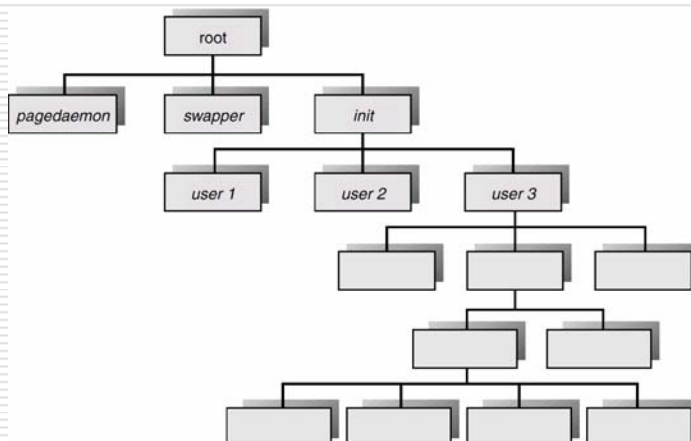 root
pagedaemon
swapper
init
user 1
user 2
user 3